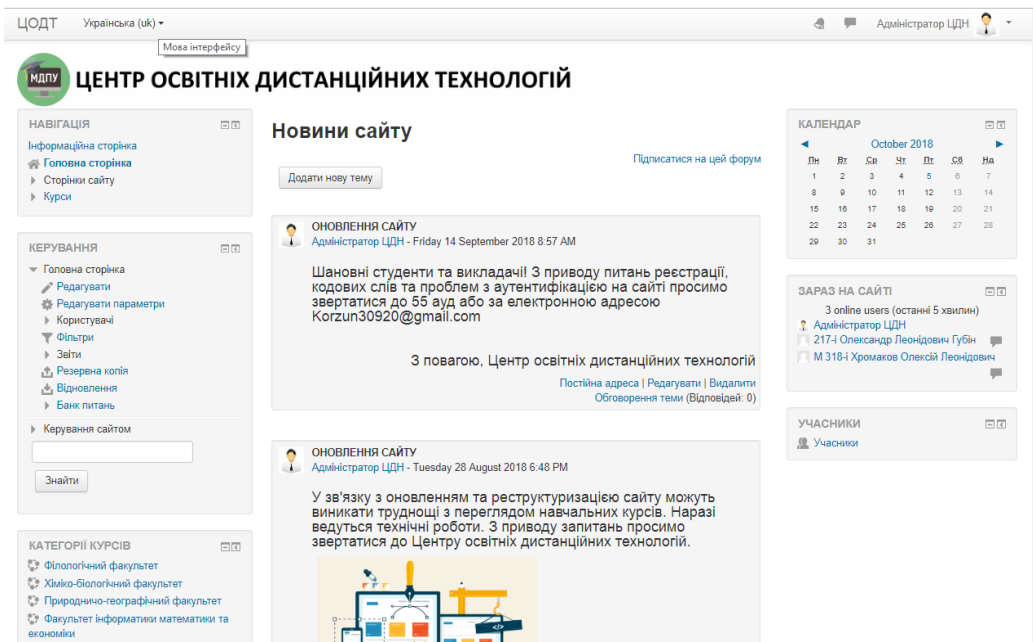 ЦОДТ
Українська (uk)
Адміністратор ЦДН
Мова інтерфейсу
МДПУ
ЦЕНТР ОСВІТНІХ ДИСТАНЦІЙНИХ ТЕХНОЛОГІЙ
НАВІГАЦІЯ
Інформаційна сторінка
Головна сторінка
Сторінки сайту
Курси
КЕРУВАННЯ
Головна сторінка
Редагувати
Редагувати параметри
Користувачі
Фільтри
Звіти
Резервна копія
Відновлення
Банк питань
Керування сайтом
Знайти
КАТЕГОРІЇ КУРСІВ
Філологічний факультет
Хіміко-біологічний факультет
Природничо-географічний факультет
Факультет інформатики математики та
економіки
Новини сайту
Підписатися на цей форум
Додати нову тему
ОНОВЛЕННЯ САЙТУ
Адміністратор ЦДН - Friday 14 September 2018 8:57 AM
Шановні студенти та викладачі! З приводу питань реєстрації,
кодових слів та проблем з аутентифікацією на сайті просимо
звертатися до 55 ауд або за електронною адресою
Korzun30920@gmail.com
З повагою, Центр освітніх дистанційних технологій
Постійна адреса | Редагувати | Видалити
Обговорення теми (Відповідей: 0)
ОНОВЛЕННЯ САЙТУ
Адміністратор ЦДН - Tuesday 28 August 2018 6:48 PM
У зв'язку з оновленням та реструктуризацією сайту можуть
виникати труднощі з переглядом навчальних курсів. Наразі
ведуться технічні роботи. З приводу запитань просимо
звертатися до Центру освітніх дистанційних технологій.
</>
КАЛЕНДАР
October 2018
Пн Вт Ср Чт Пт Сб Нд
1 2 3 4 5 6 7
8 9 10 11 12 13 14
15 16 17 18 19 20 21
22 23 24 25 26 27 28
29 30 31
ЗАРАЗ НА САЙТІ
3 online users (останні 5 хвилин)
Адміністратор ЦДН
217-і Олександр Леонідович Губін
М 318-і Хромаков Олексій Леонідович
УЧАСНИКИ
Учасники